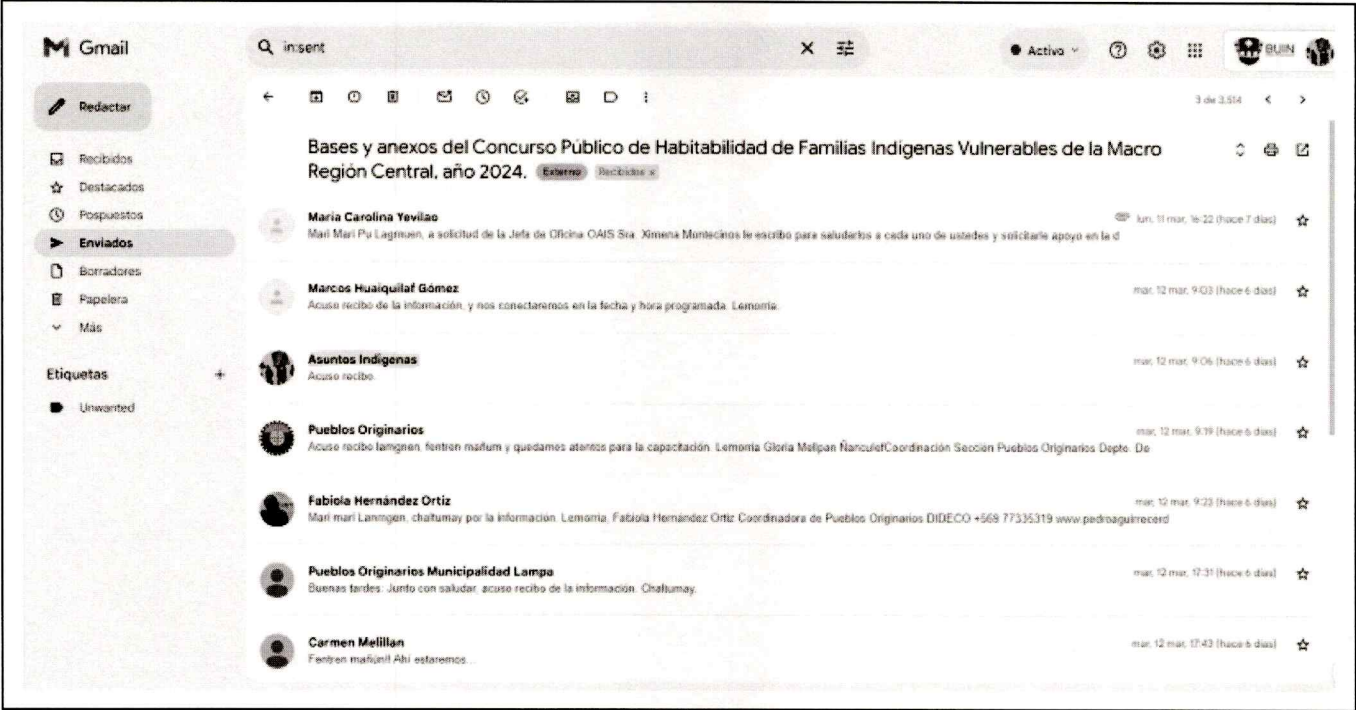 Gmail
in:sent
Activo
BUIN
Redactar
3 de 3.514
Bases y anexos del Concurso Público de Habitabilidad de Familias Indígenas Vulnerables de la Macro
Región Central, año 2024. Externo Recibidos x
Recibidos
Destacados
Pospuestos
Enviados
Borradores
Papelera
Más
Etiquetas +
Unwanted
Maria Carolina Yevilao lun, 11 mar, 16:22 (hace 7 días)
Mari Mari Pu Lagmuen, a solicitud de la Jefa de Oficina OAIS Sra. Ximena Montecinos le escribo para saludarlos a cada uno de ustedes y solicitarle apoyo en la d
Marcos Huaiquilaf Gómez mar, 12 mar, 9:03 (hace 6 días)
Acuso recibo de la información, y nos conectaremos en la fecha y hora programada. Lemorria.
Asuntos Indígenas mar, 12 mar, 9:06 (hace 6 días)
Acuso recibo.
Pueblos Originarios mar, 12 mar, 9:19 (hace 6 días)
Acuso recibo lamgnen, fentren mañum y quedamos atentos para la capacitación. Lemorria Gloria Melipan ÑanculefCoordinación Sección Pueblos Originarios Depto. De
Fabiola Hernández Ortiz mar, 12 mar, 9:23 (hace 6 días)
Mari mari Lanmgen, chaltumay por la información. Lemorria, Fabiola Hernández Ortiz Coordinadora de Pueblos Originarios DIDECO +569 77335319 www.pedroaguirrecerd
Pueblos Originarios Municipalidad Lampa mar, 12 mar, 17:31 (hace 6 días)
Buenas tardes: Junto con saludar, acuso recibo de la información. Chaltumay.
Carmen Melillan mar, 12 mar, 17:43 (hace 6 días)
Fentren mañün!! Ahí estaremos...